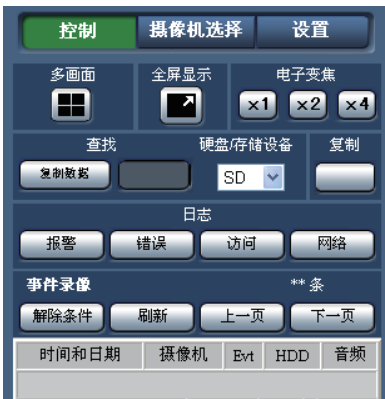 控制 摄像机选择 设置
多画面 全屏显示 电子变焦
x1 x2 x4
查找 硬盘/存储设备 复制
复制数据 SD
日志
报警 错误 访问 网络
事件录像 ** 条
解除条件 刷新 上一页 下一页
时间和日期 摄像机 Evt HDD 音频